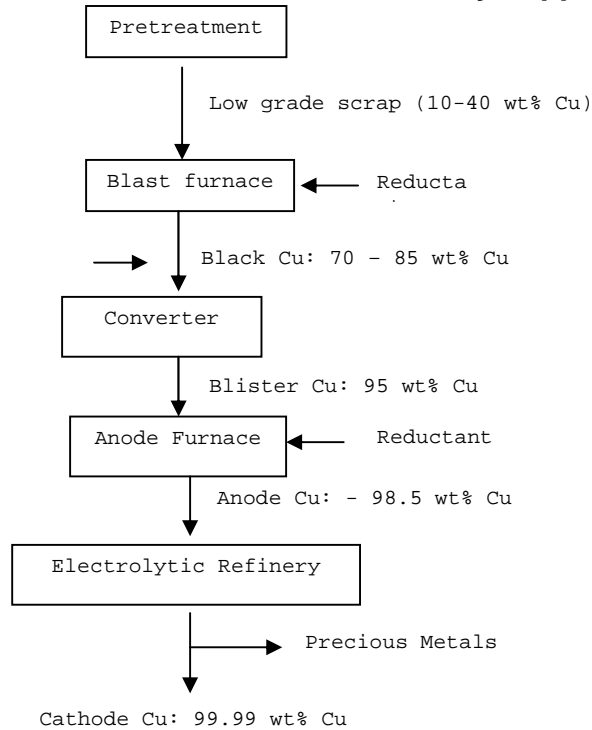 Pretreatment
Low grade scrap (10-40 wt% Cu)
Blast furnace
Reducta
Black Cu: 70 – 85 wt% Cu
Converter
Blister Cu: 95 wt% Cu
Anode Furnace
Reductant
Anode Cu: - 98.5 wt% Cu
Electrolytic Refinery
Precious Metals
Cathode Cu: 99.99 wt% Cu